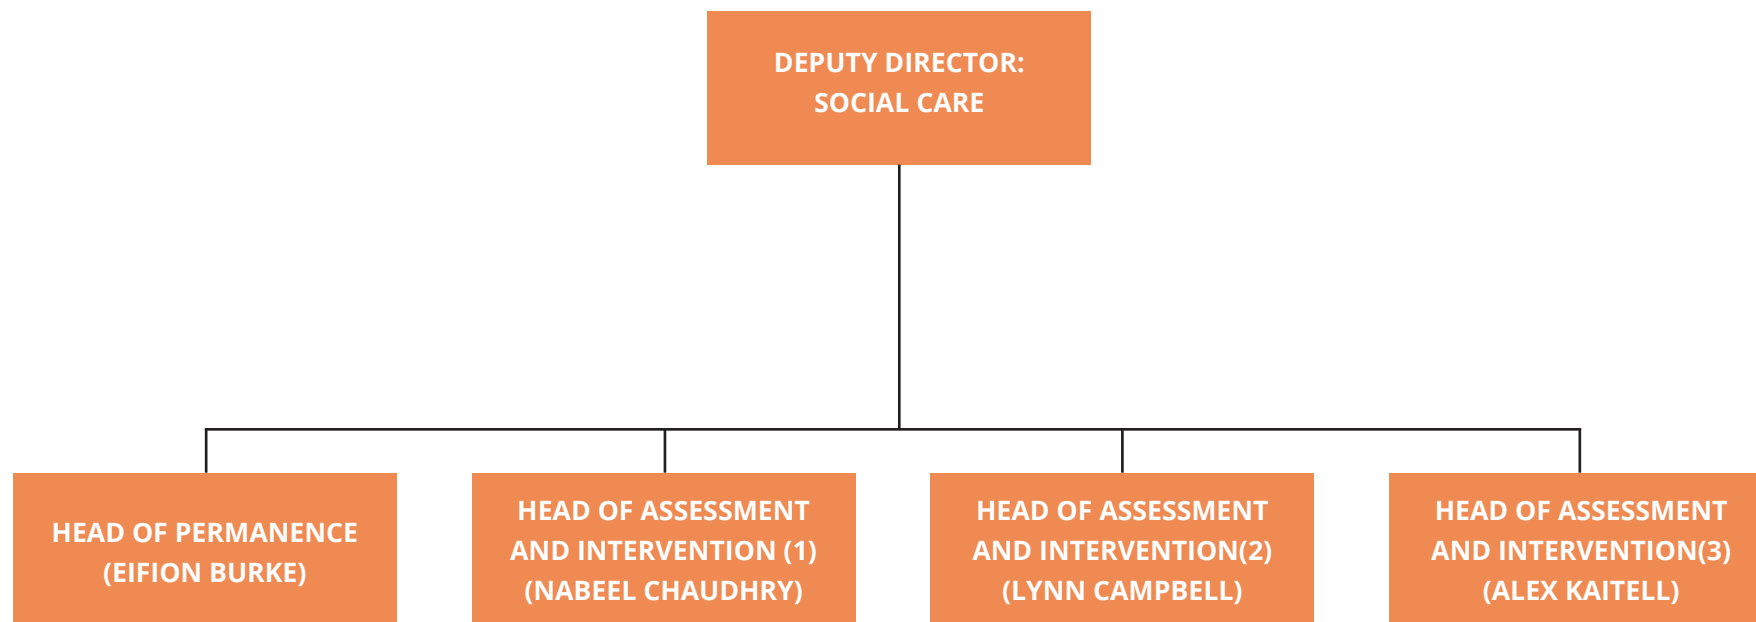 DEPUTY DIRECTOR:
SOCIAL CARE
HEAD OF PERMANENCE
(EIFION BURKE)
HEAD OF ASSESSMENT
AND INTERVENTION (1)
(NABEEL CHAUDHRY)
HEAD OF ASSESSMENT
AND INTERVENTION(2)
(LYNN CAMPBELL)
HEAD OF ASSESSMENT
AND INTERVENTION(3)
(ALEX KAITELL)